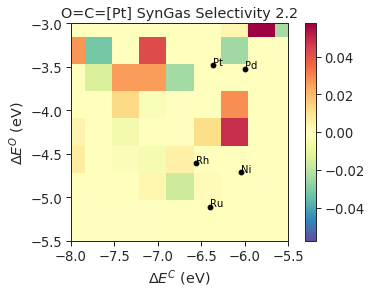 O=C=[Pt] SynGas Selectivity 2.2
−3.0
−3.5
−4.0
−4.5
−5.0
−5.5
ΔE^O (eV)
Pt
Pd
Rh
Ni
Ru
−8.0 −7.5 −7.0 −6.5 −6.0 −5.5
ΔE^C (eV)
0.04
0.02
0.00
−0.02
−0.04